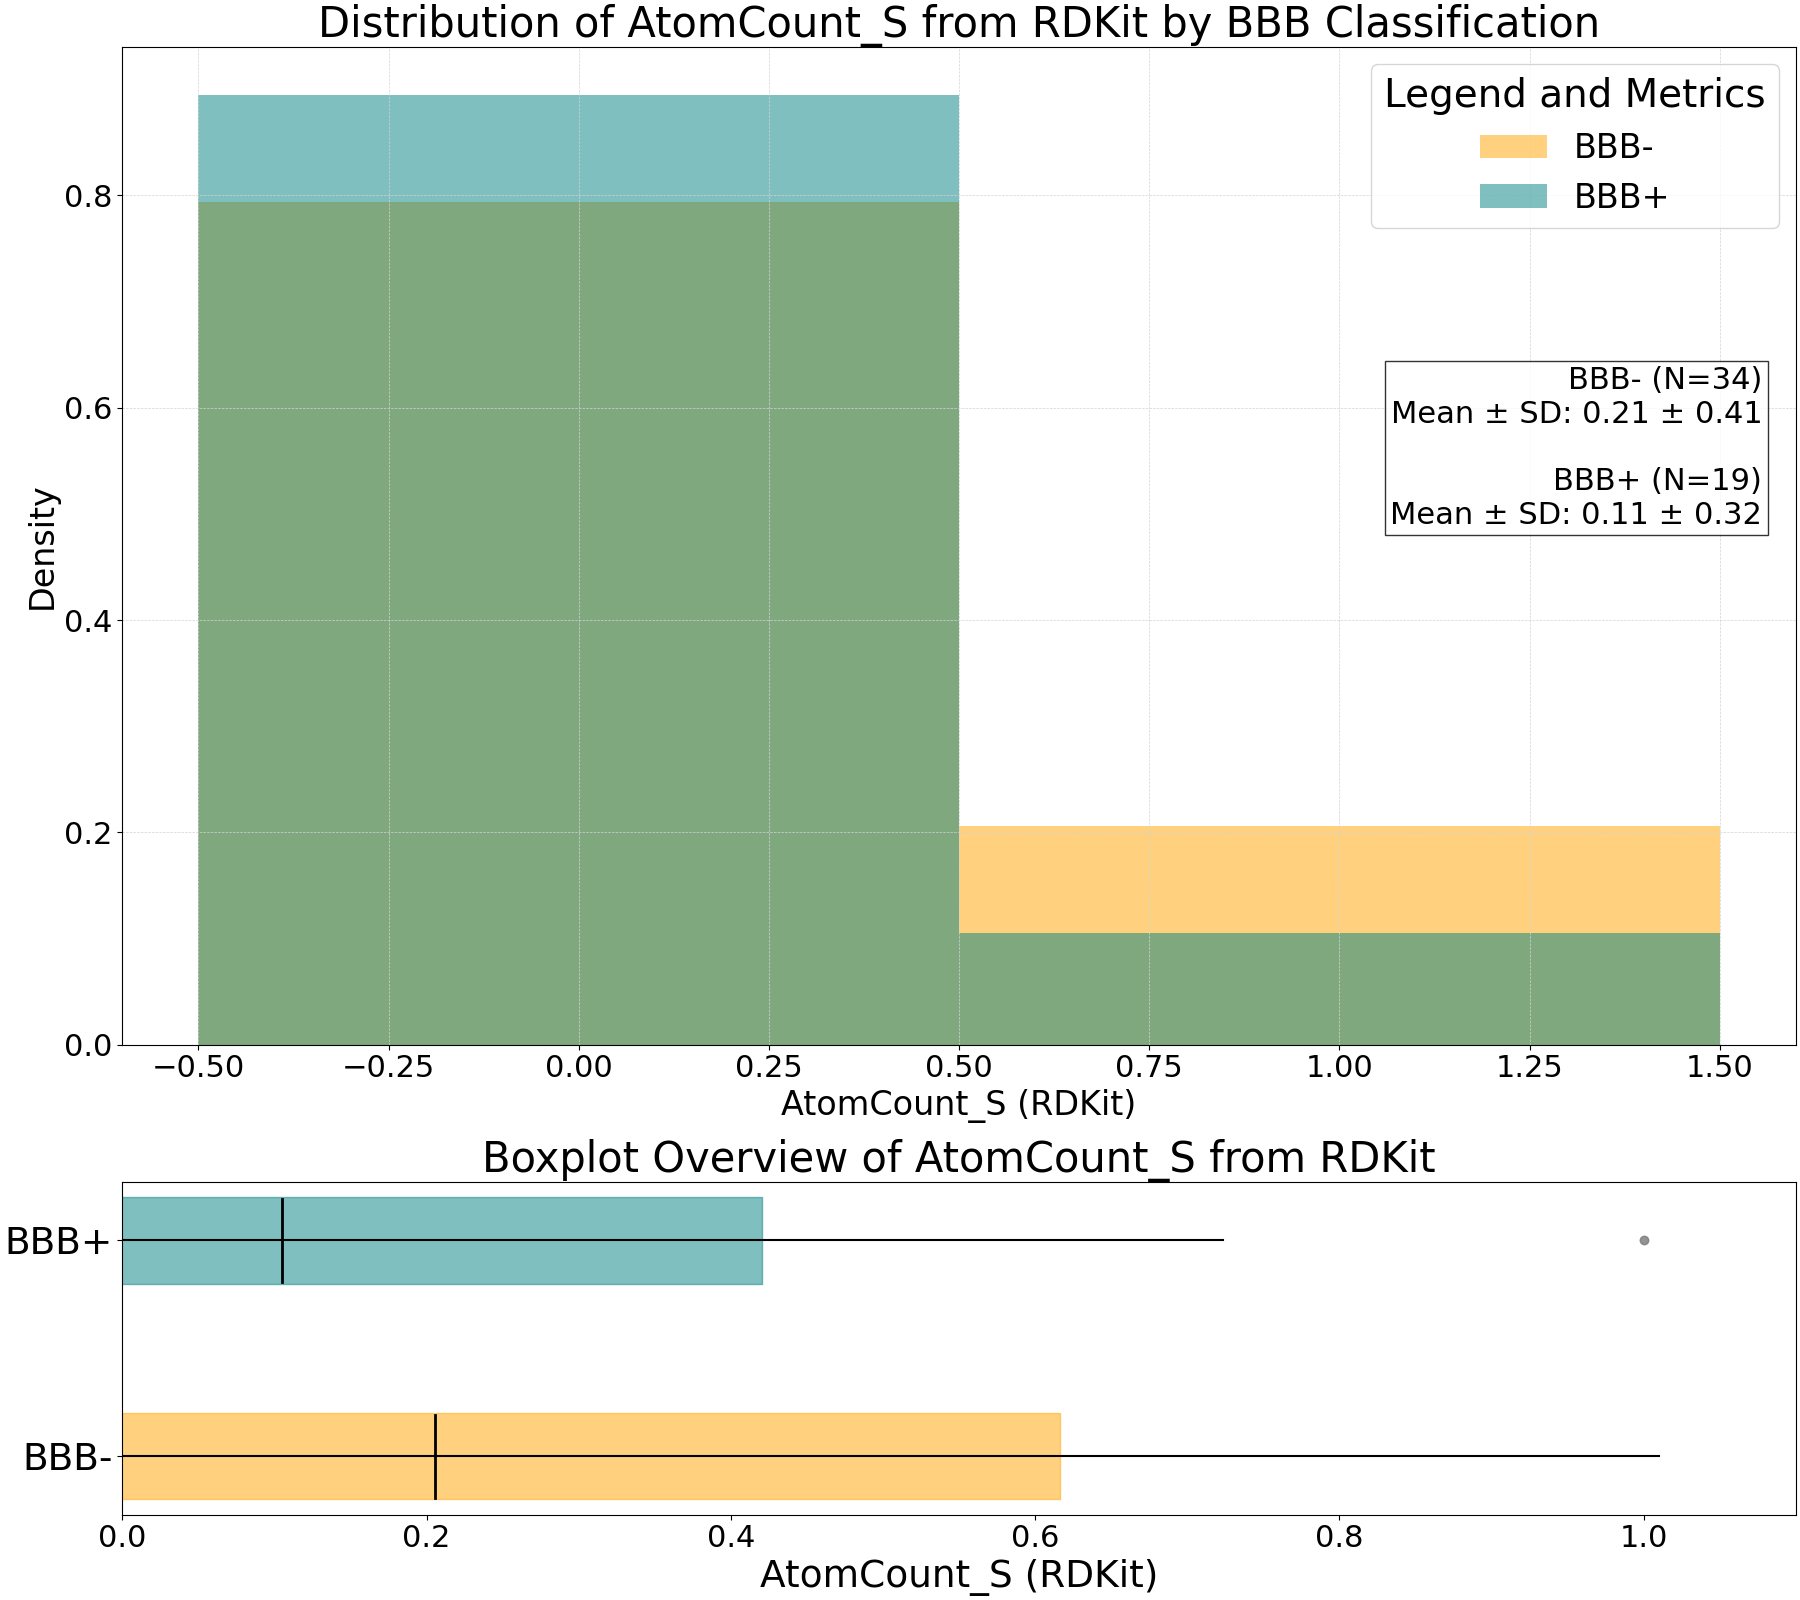 Distribution of AtomCount_S from RDKit by BBB Classification
Legend and Metrics
BBB-
BBB+
BBB- (N=34)
Mean ± SD: 0.21 ± 0.41
BBB+ (N=19)
Mean ± SD: 0.11 ± 0.32
Density
0.8
0.6
0.4
0.2
0.0
−0.50 −0.25 0.00 0.25 0.50 0.75 1.00 1.25 1.50
AtomCount_S (RDKit)
Boxplot Overview of AtomCount_S from RDKit
BBB+
BBB-
0.0 0.2 0.4 0.6 0.8 1.0
AtomCount_S (RDKit)